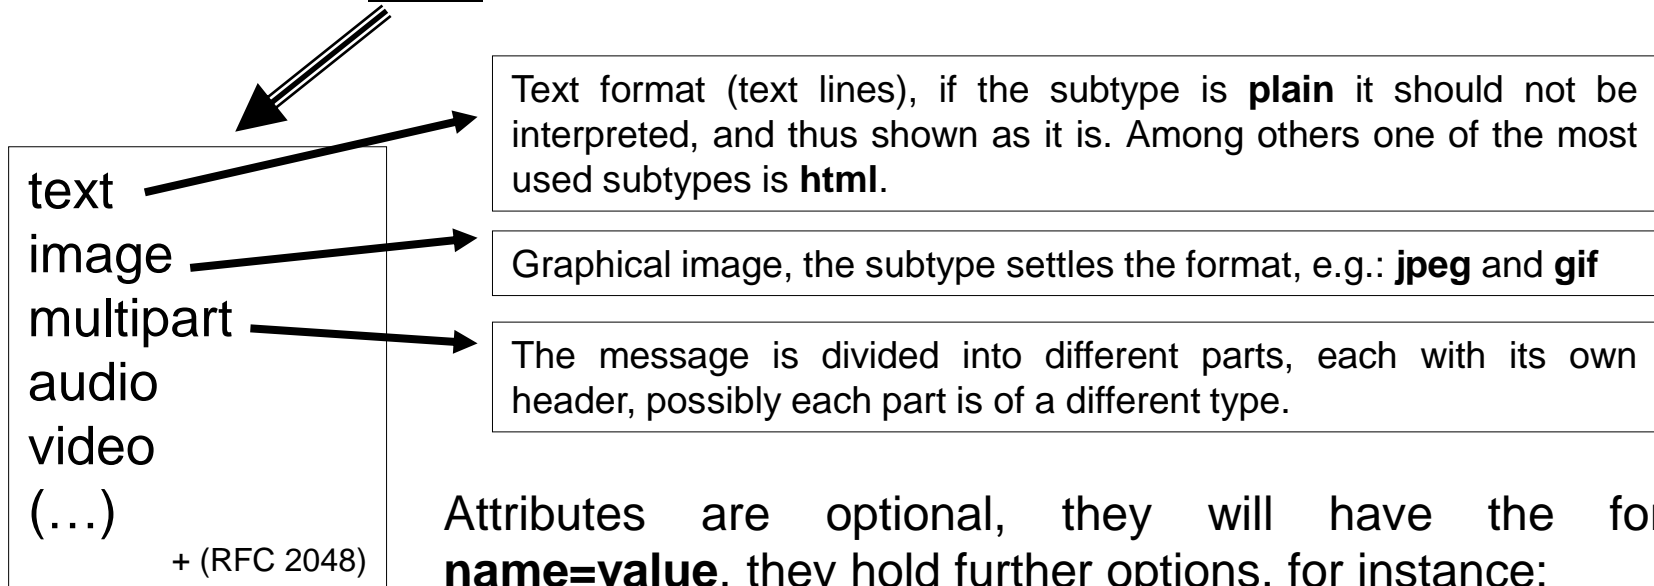 text
image
multipart
audio
video
(…)
+ (RFC 2048)
Text format (text lines), if the subtype is plain it should not be
interpreted, and thus shown as it is. Among others one of the most
used subtypes is html.
Graphical image, the subtype settles the format, e.g.: jpeg and gif
The message is divided into different parts, each with its own
header, possibly each part is of a different type.
Attributes are optional, they will have the
name=value, they hold further options, for instance: